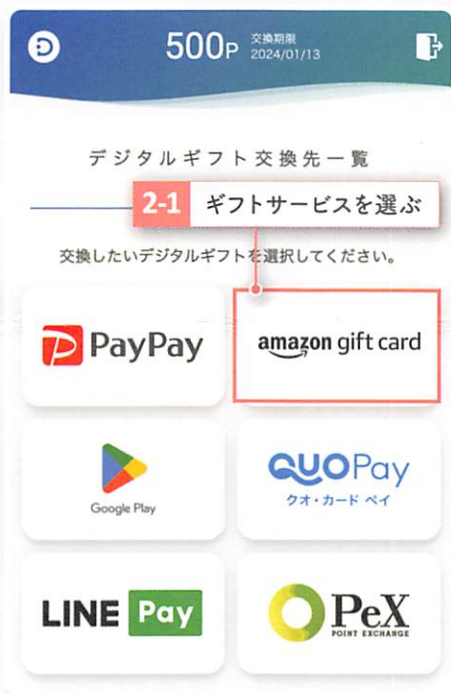 500P 交換期限
2024/01/13
デジタルギフト交換先一覧
2-1 ギフトサービスを選ぶ
交換したいデジタルギフトを選択してください。
PayPay
amazon gift card
Google Play
QUOPay
クオ・カード ペイ
LINE Pay
PeX
POINT EXCHANGE